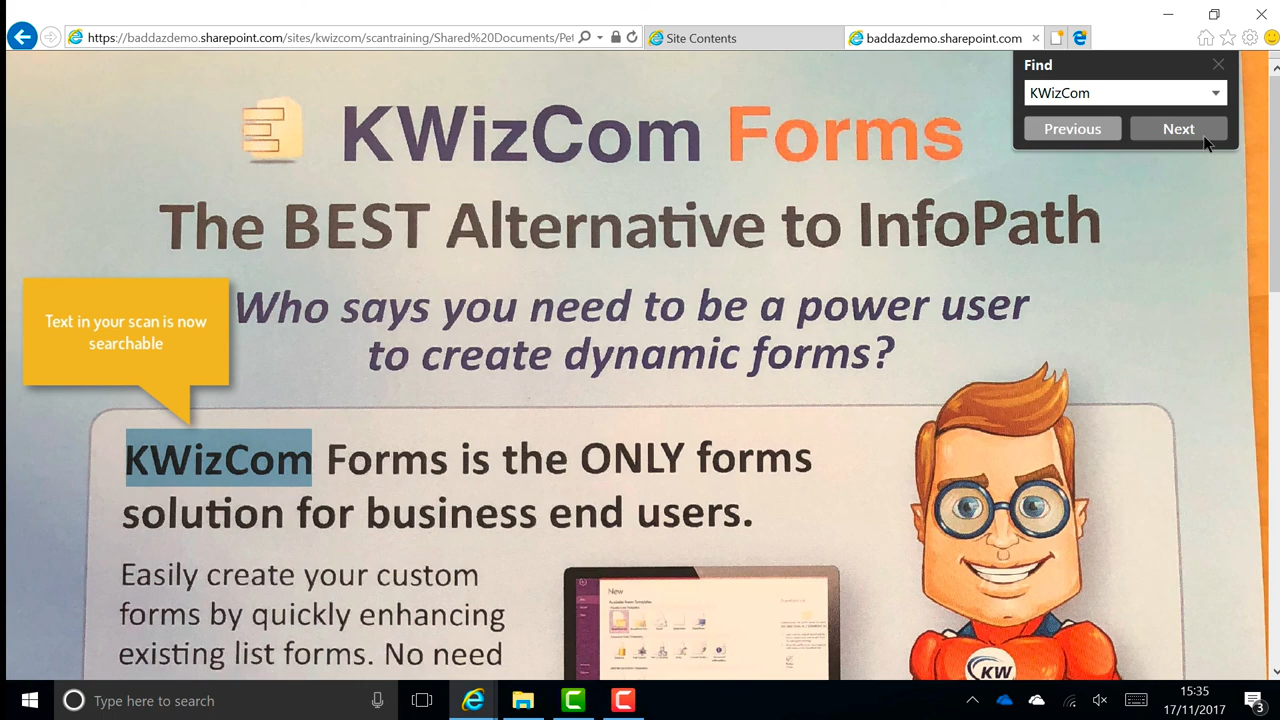 https://baddazdemo.sharepoint.com/sites/kwizcom/scantraining/Shared%20Documents/Pe
Site Contents
baddazdemo.sharepoint.com
Find
KWizCom
Previous
Next
KWizCom Forms
The BEST Alternative to InfoPath
Who says you need to be a power user
to create dynamic forms?
Text in your scan is now
searchable
KWizCom Forms is the ONLY forms
solution for business end users.
Easily create your custom
forms by quickly enhancing
existing list forms. No need
New
KW
Type here to search
15:35
17/11/2017
3